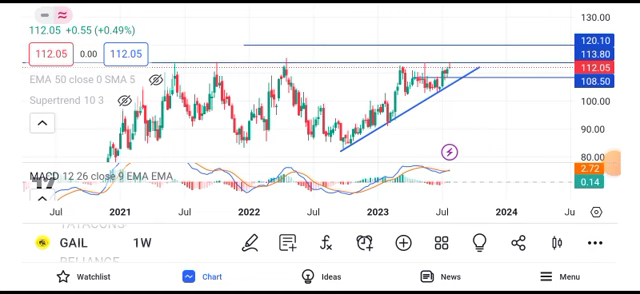 112.05 +0.55 (+0.49%)
112.05 0.00 112.05
EMA 50 close 0 SMA 5
Supertrend 10 3
130.00
120.10
113.80
112.05
108.50
100.00
90.00
80.00
MACD 12 26 close 9 EMA EMA
2.72
0.14
Jul 2021 Jul 2022 Jul 2023 Jul 2024 Ju
GAIL 1W
RELIANCE
Watchlist Chart Ideas News Menu